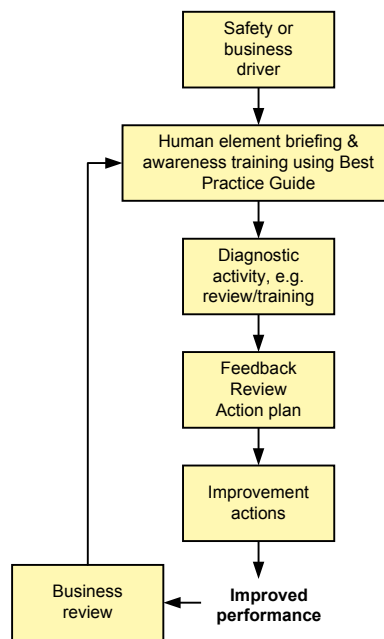 Safety or
business
driver
Human element briefing &
awareness training using Best
Practice Guide
Diagnostic
activity, e.g.
review/training
Feedback
Review
Action plan
Improvement
actions
Improved
performance
Business
review